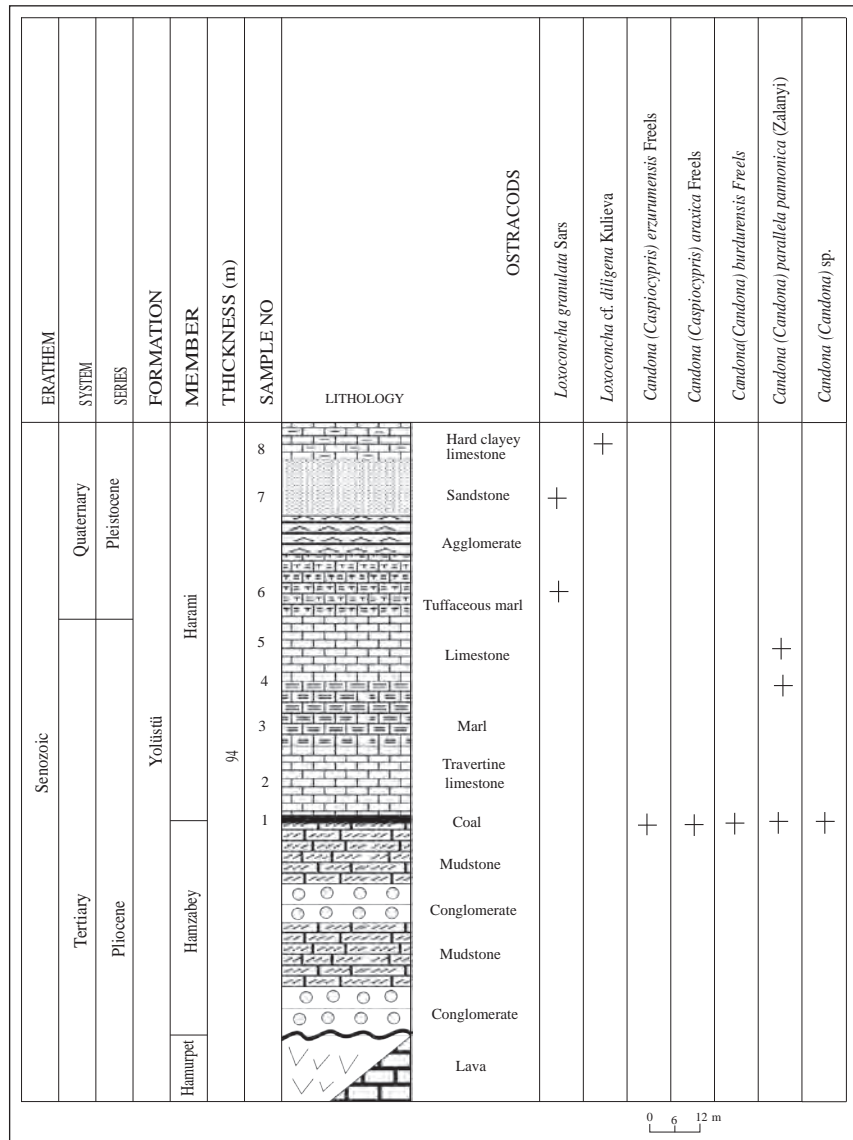 ERATHEM
SYSTEM
SERIES
FORMATION
MEMBER
THICKNESS (m)
SAMPLE NO
LITHOLOGY
OSTRACODS
Loxoconcha granulata Sars
Loxoconcha cf. diligena Kulieva
Candona (Caspiocypris) erzurumensis Freels
Candona (Caspiocypris) araxica Freels
Candona(Candona) burdurensis Freels
Candona (Candona) parallela pannonica (Zalanyi)
Candona (Candona) sp.
Senozoic
Quaternary
Tertiary
Pleistocene
Pliocene
Yolüstü
Harami
Hamzabey
Hamurpet
94
8
Hard clayey
limestone
7
Sandstone
Agglomerate
6
Tuffaceous marl
5
Limestone
4
3
Marl
Travertine
2
limestone
1
Coal
Mudstone
Conglomerate
Mudstone
Conglomerate
Lava
0 6 12 m